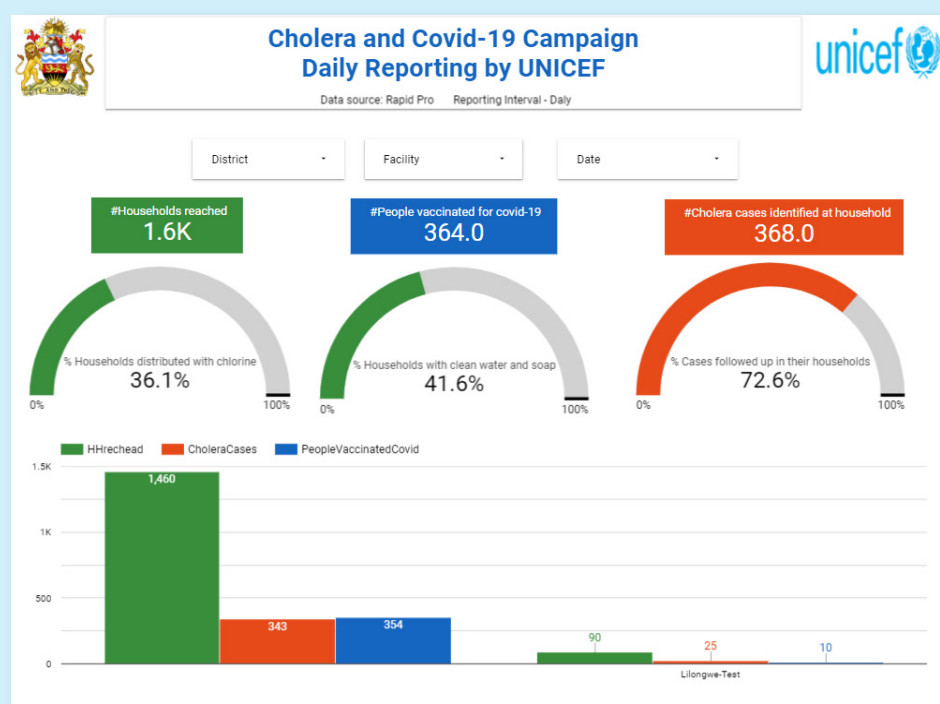 Cholera and Covid-19 Campaign
Daily Reporting by UNICEF
unicef
Data source: Rapid Pro Reporting Interval - Daly
District
Facility
Date
#Households reached
1.6K
#People vaccinated for covid-19
364.0
#Cholera cases identified at household
368.0
% Households distributed with chlorine
36.1%
0%
100%
% Households with clean water and soap
41.6%
0%
100%
% Cases followed up in their households
72.6%
0%
100%
HHrechead CholeraCases PeopleVaccinatedCovid
1.5K
1K
500
0
1,460
343
354
90
25
10
Lilongwe-Test